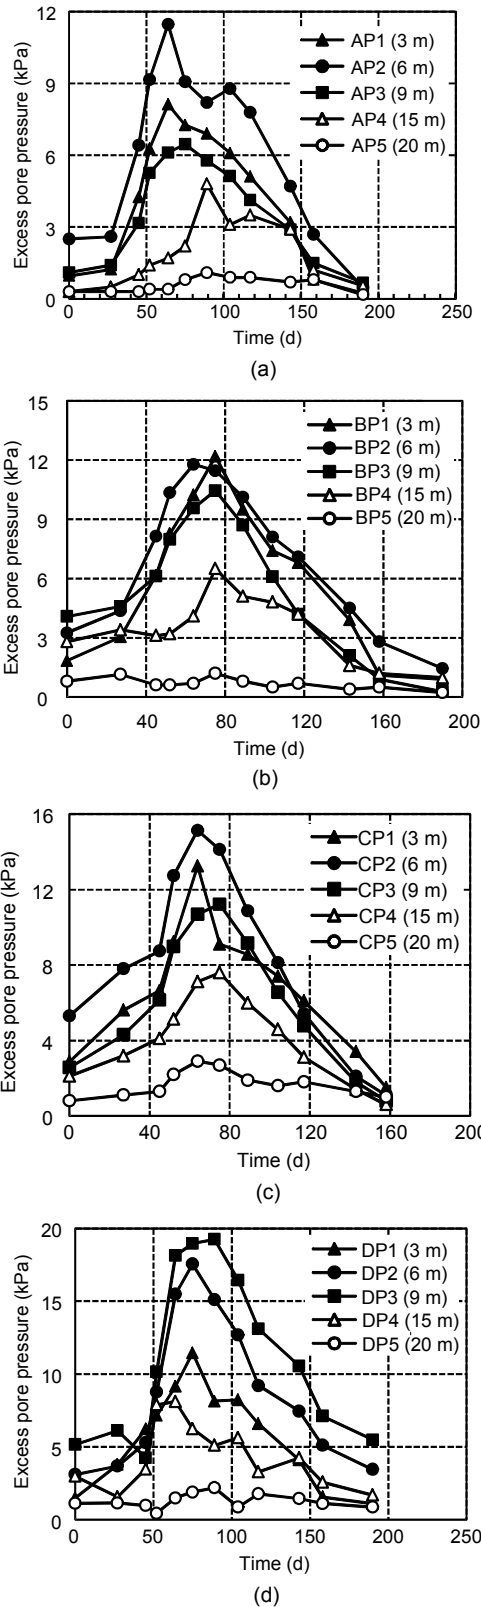 12
9
6
3
0
Excess pore pressure (kPa)
AP1 (3 m)
AP2 (6 m)
AP3 (9 m)
AP4 (15 m)
AP5 (20 m)
0 50 100 150 200 250
Time (d)
(a)
15
12
9
6
3
0
Excess pore pressure (kPa)
BP1 (3 m)
BP2 (6 m)
BP3 (9 m)
BP4 (15 m)
BP5 (20 m)
0 40 80 120 160 200
Time (d)
(b)
16
12
8
4
0
Excess pore pressure (kPa)
CP1 (3 m)
CP2 (6 m)
CP3 (9 m)
CP4 (15 m)
CP5 (20 m)
0 40 80 120 160 200
Time (d)
(c)
20
15
10
5
0
Excess pore pressure (kPa)
DP1 (3 m)
DP2 (6 m)
DP3 (9 m)
DP4 (15 m)
DP5 (20 m)
0 50 100 150 200 250
Time (d)
(d)